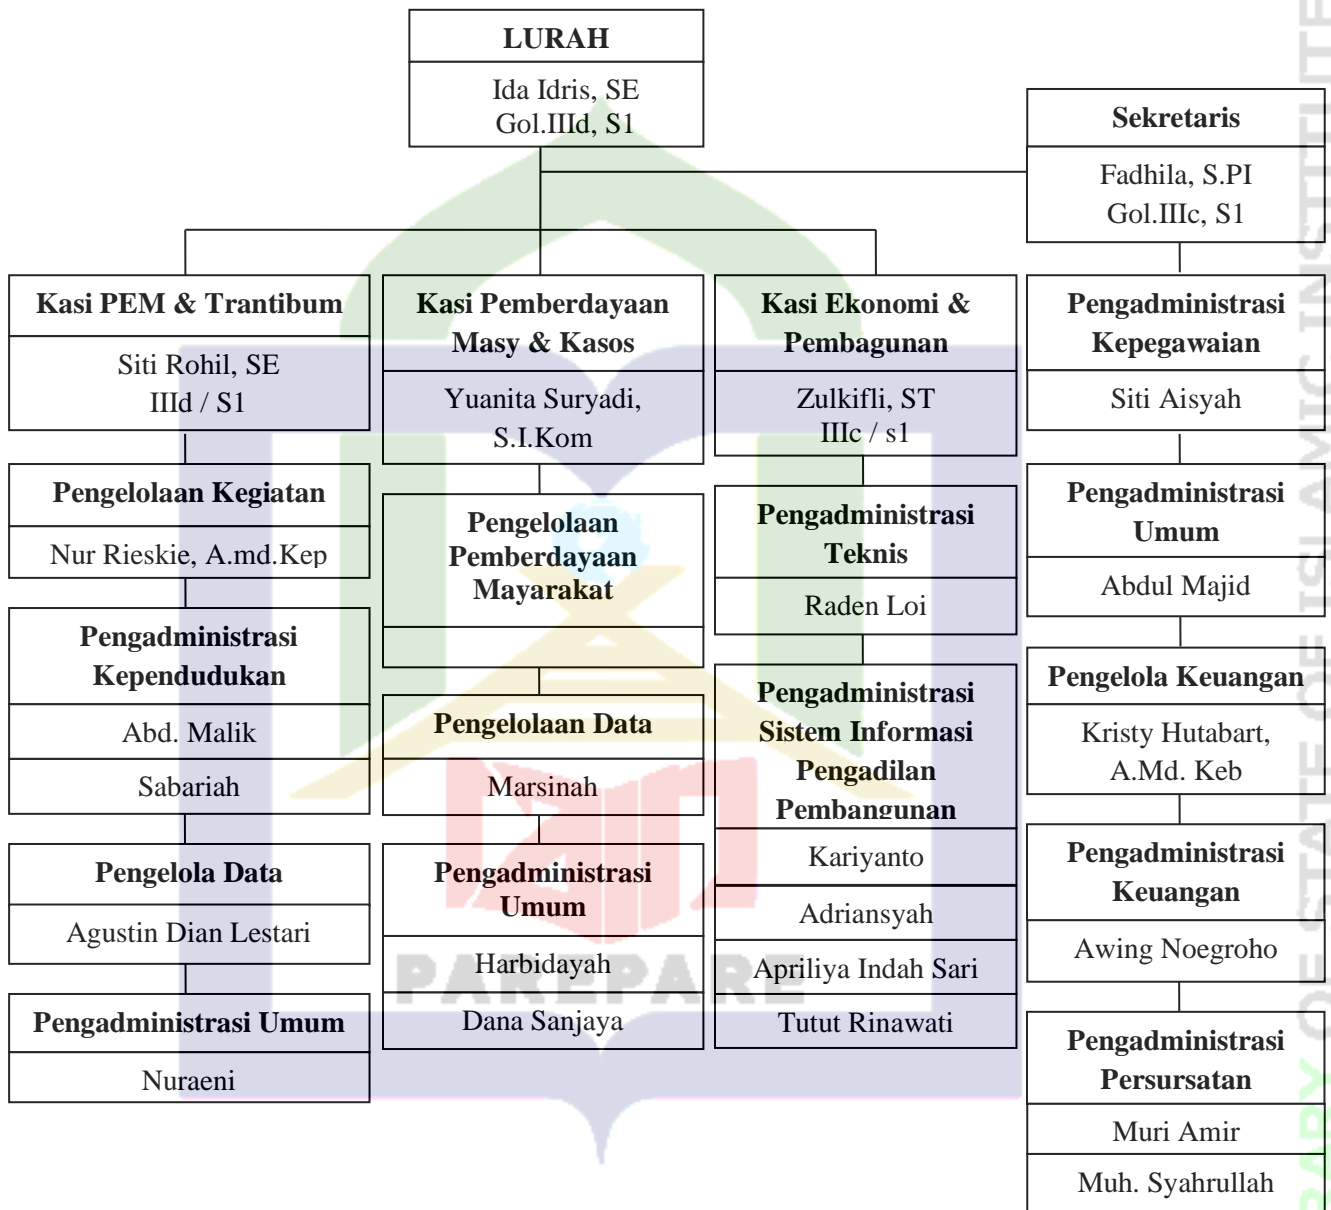 LURAH
Ida Idris, SE
Gol.IIId, S1
Sekretaris
Fadhila, S.PI
Gol.IIIc, S1
Kasi PEM & Trantibum
Siti Rohil, SE
IIId / S1
Pengelolaan Kegiatan
Nur Rieskie, A.md.Kep
Pengadministrasi
Kependudukan
Abd. Malik
Sabariah
Pengelola Data
Agustin Dian Lestari
Pengadministrasi Umum
Nuraeni
Kasi Pemberdayaan
Masy & Kasos
Yuanita Suryadi,
S.I.Kom
Pengelolaan
Pemberdayaan
Mayarakat
Pengelolaan Data
Marsinah
Pengadministrasi
Umum
Harbidayah
Dana Sanjaya
Kasi Ekonomi &
Pembagunan
Zulkifli, ST
IIIc / s1
Pengadministrasi
Teknis
Raden Loi
Pengadministrasi
Sistem Informasi
Pengadilan
Pembangunan
Kariyanto
Adriansyah
Apriliya Indah Sari
Tutut Rinawati
Pengadministrasi
Kepegawaian
Siti Aisyah
Pengadministrasi
Umum
Abdul Majid
Pengelola Keuangan
Kristy Hutabart,
A.Md. Keb
Pengadministrasi
Keuangan
Awing Noegroho
Pengadministrasi
Persursatan
Muri Amir
Muh. Syahrullah
PAREPARE
OF STATE OF ISLAMIC